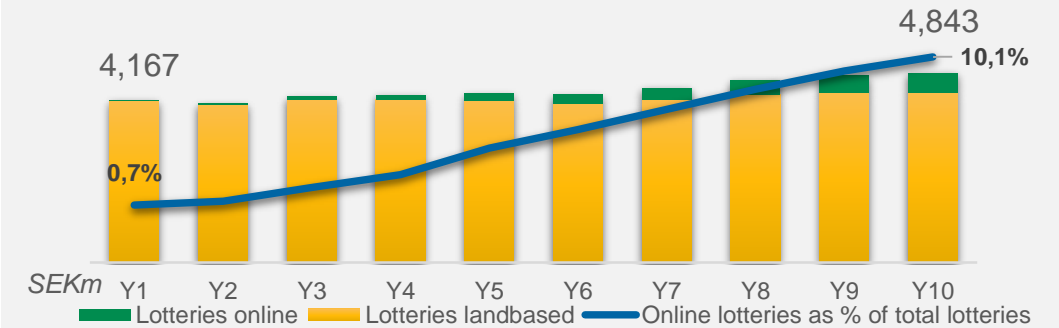 4,843
4,167
10,1%
0,7%
SEKm Y1 Y2 Y3 Y4 Y5 Y6 Y7 Y8 Y9 Y10
Lotteries online Lotteries landbased Online lotteries as % of total lotteries